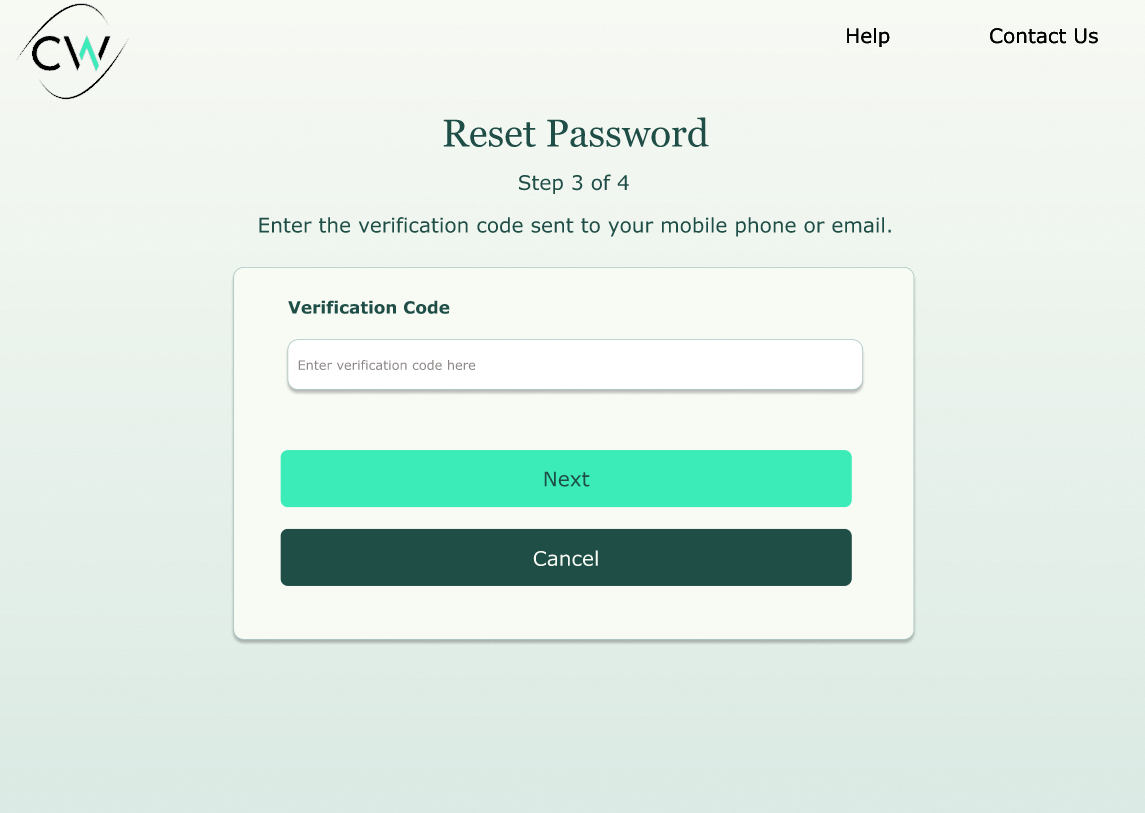 CW
Help
Contact Us
Reset Password
Step 3 of 4
Enter the verification code sent to your mobile phone or email.
Verification Code
Enter verification code here
Next
Cancel